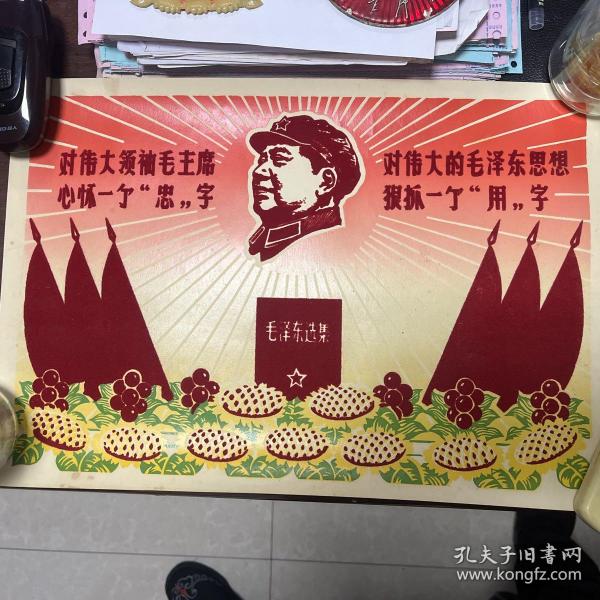 对伟大领袖毛主席
心怀一个“忠„字
对伟大的毛泽东思想
狠抓一个“用„字
毛泽东选集
孔夫子旧书网
www.kongfz.com